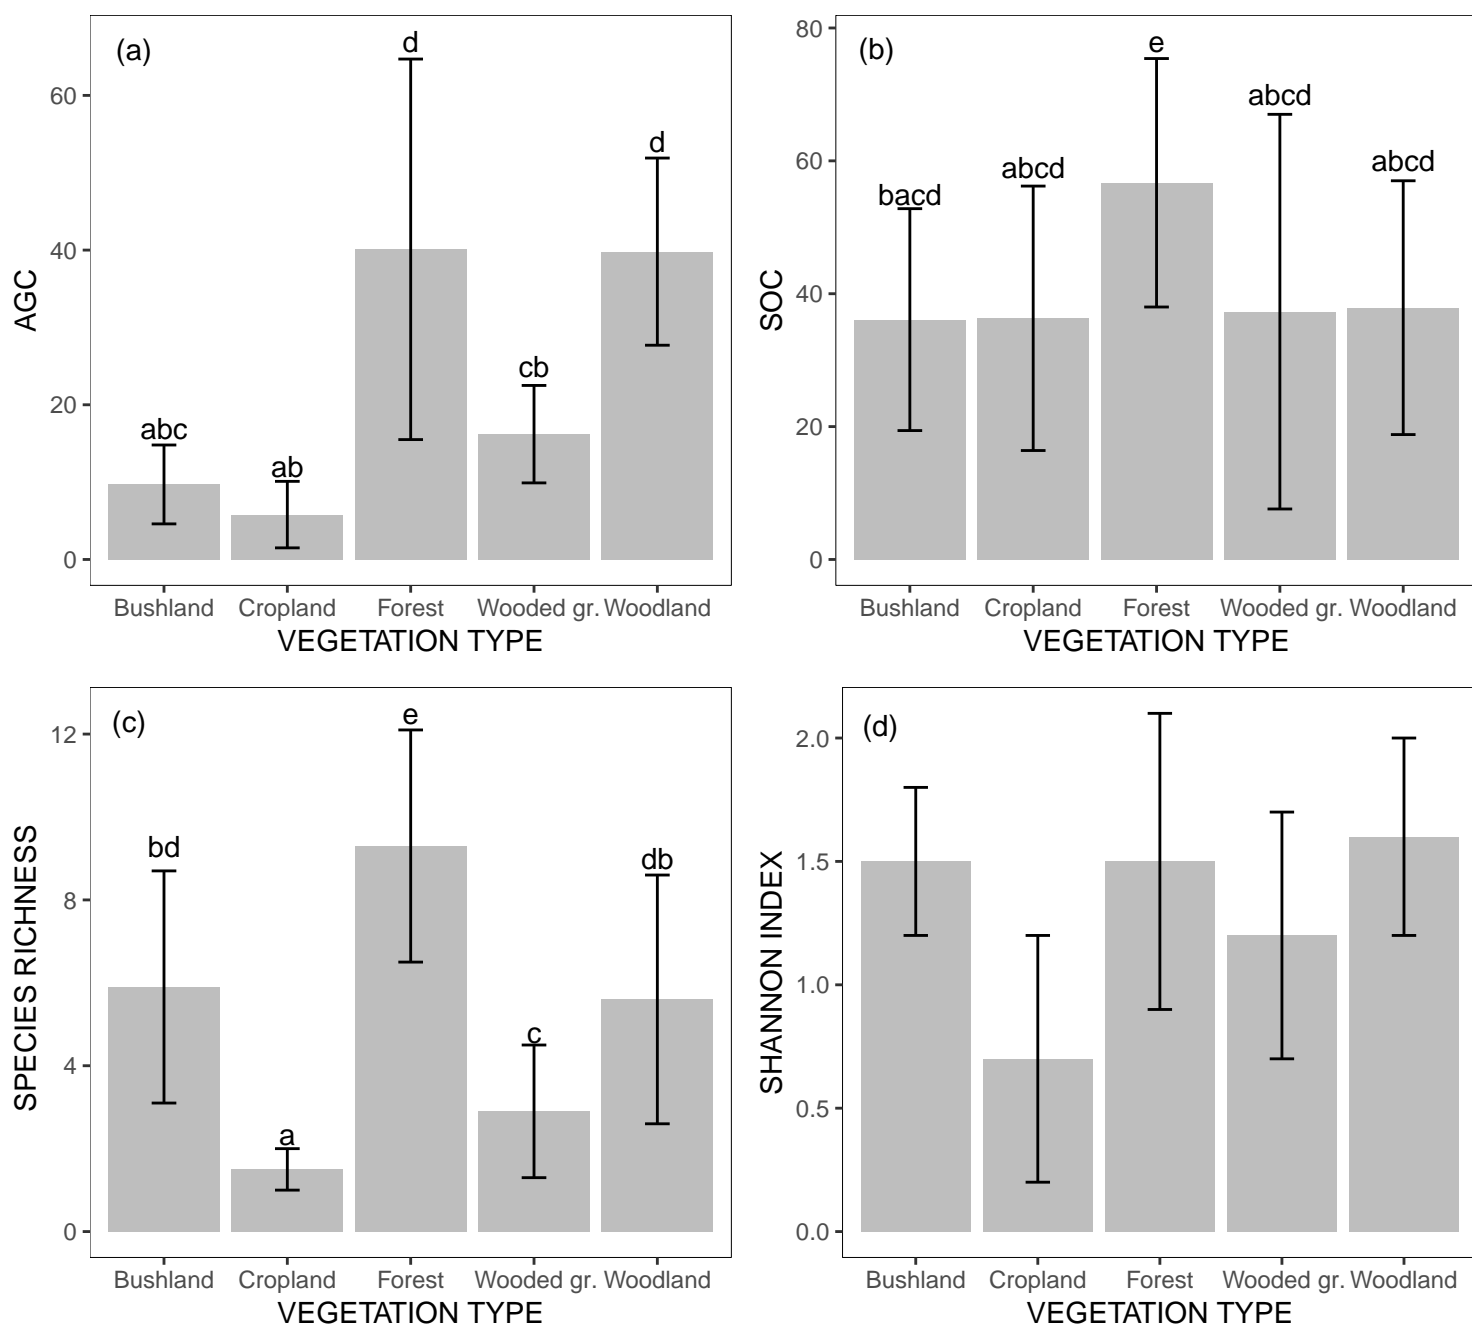 (a)
AGC
60
40
20
0
abc
ab
d
cb
d
Bushland Cropland Forest Wooded gr. Woodland
VEGETATION TYPE
(b)
SOC
80
60
40
20
0
bacd
abcd
e
abcd
abcd
Bushland Cropland Forest Wooded gr. Woodland
VEGETATION TYPE
(c)
SPECIES RICHNESS
12
8
4
0
bd
a
e
c
db
Bushland Cropland Forest Wooded gr. Woodland
VEGETATION TYPE
(d)
SHANNON INDEX
2.0
1.5
1.0
0.5
0.0
Bushland Cropland Forest Wooded gr. Woodland
VEGETATION TYPE